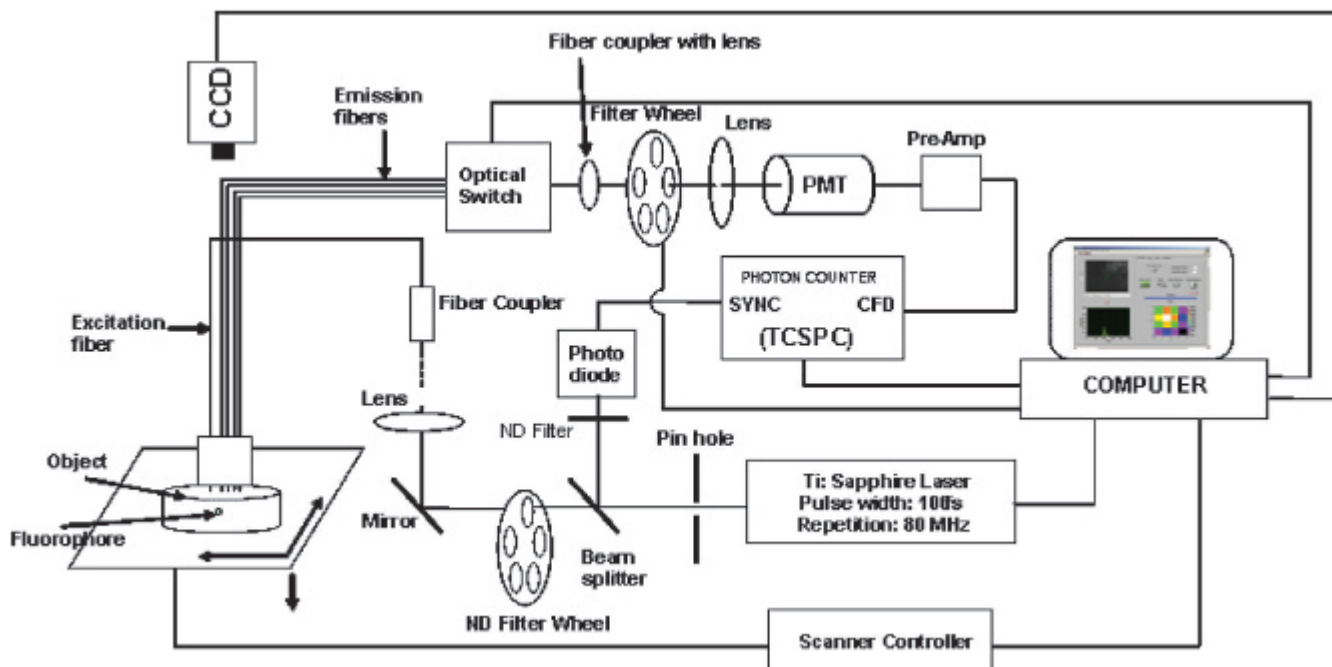 Fiber coupler with lens
CCD
Emission
fibers
Filter Wheel
Lens
Pre-Amp
Optical
Switch
PMT
PHOTON COUNTER
SYNC CFD
(TCSPC)
Fiber Coupler
Excitation
fiber
Photo
diode
COMPUTER
Lens
ND Filter
Pin hole
Object
Ti: Sapphire Laser
Pulse width: 100fs
Repetition: 80 MHz
Mirror
Fluorophore
Beam
splitter
ND Filter Wheel
Scanner Controller